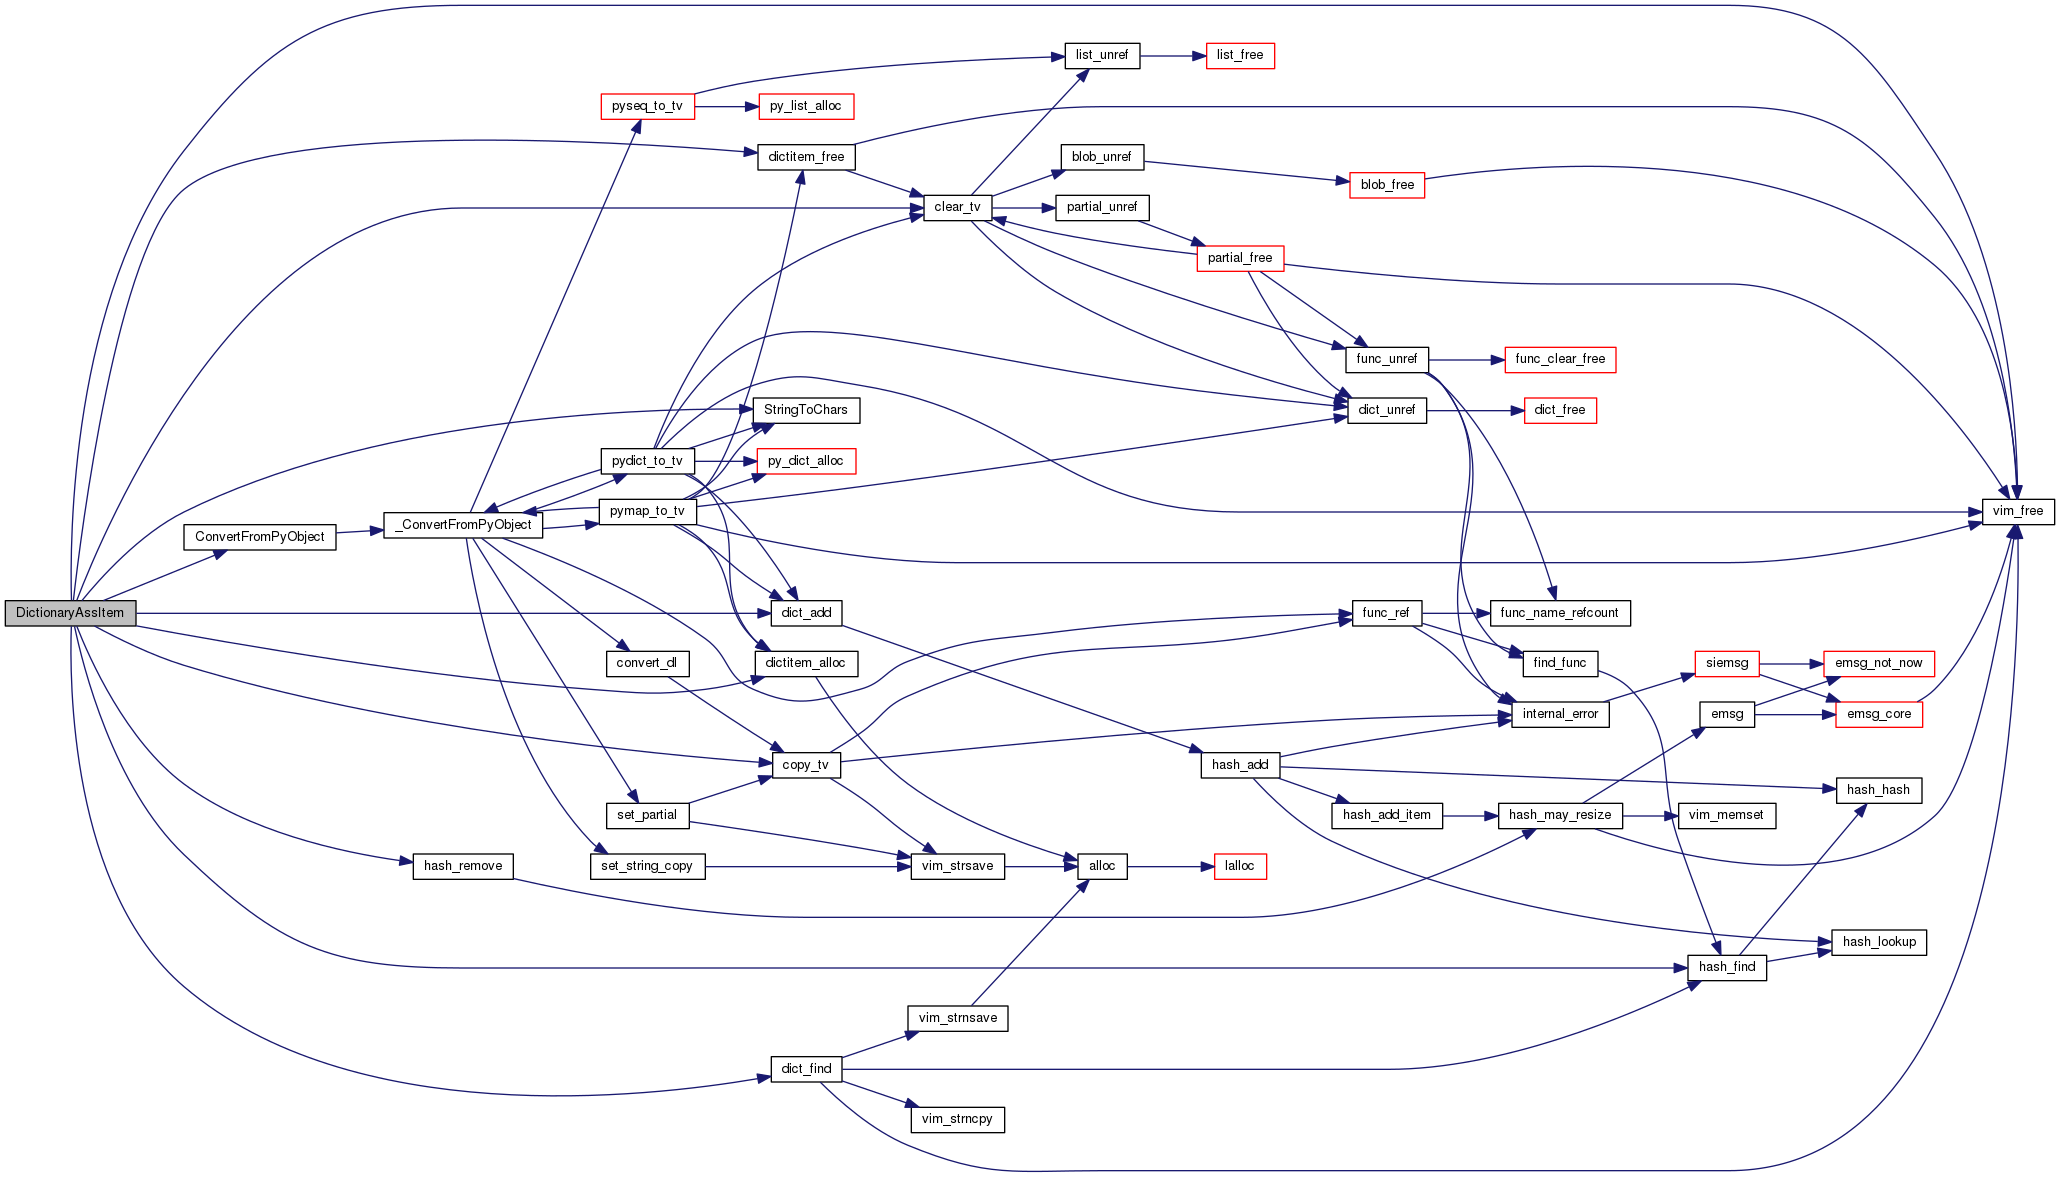 list_unref
list_free
pyseq_to_tv
py_list_alloc
dictitem_free
blob_unref
blob_free
clear_tv
partial_unref
partial_free
func_unref
func_clear_free
StringToChars
dict_unref
dict_free
pydict_to_tv
py_dict_alloc
pymap_to_tv
vim_free
_ConvertFromPyObject
ConvertFromPyObject
DictionaryAssItem
dict_add
func_ref
func_name_refcount
convert_dl
dictitem_alloc
find_func
siemsg
emsg_not_now
internal_error
emsg
emsg_core
copy_tv
hash_add
hash_hash
set_partial
hash_add_item
hash_may_resize
vim_memset
hash_remove
set_string_copy
vim_strsave
alloc
lalloc
hash_lookup
hash_find
vim_strnsave
dict_find
vim_strncpy